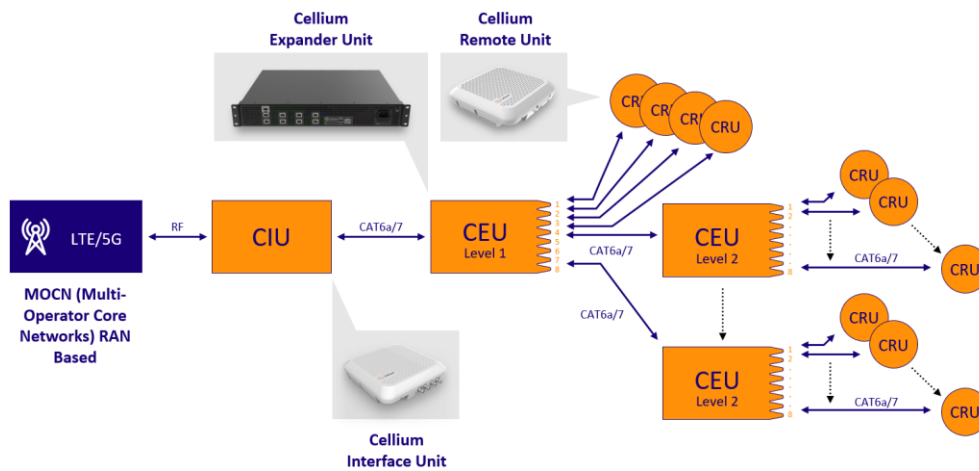 Cellium
Expander Unit
Cellium
Remote Unit
CRU
CRU
CRU
CRU
LTE/5G
RF
CIU
CAT6a/7
CEU
Level 1
1
2
3
4
5
6
7
8
CAT6a/7
CAT6a/7
MOCN (Multi-
Operator Core
Networks) RAN
Based
CEU
Level 2
1
2
8
CRU
CRU
CAT6a/7
CRU
CEU
Level 2
1
2
8
CRU
CRU
CAT6a/7
CRU
Cellium
Interface Unit